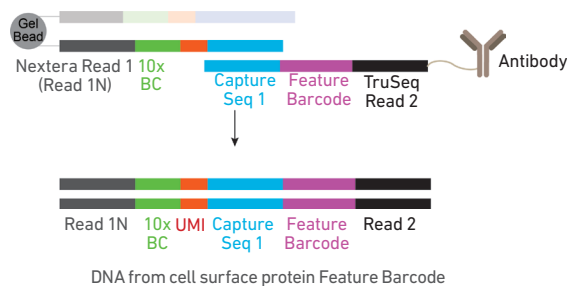 Gel
Bead
Nextera Read 1
(Read 1N)
10x
BC
Capture
Seq 1
Feature
Barcode
TruSeq
Read 2
Antibody
Read 1N
10x
BC
UMI
Capture
Seq 1
Feature
Barcode
Read 2
DNA from cell surface protein Feature Barcode